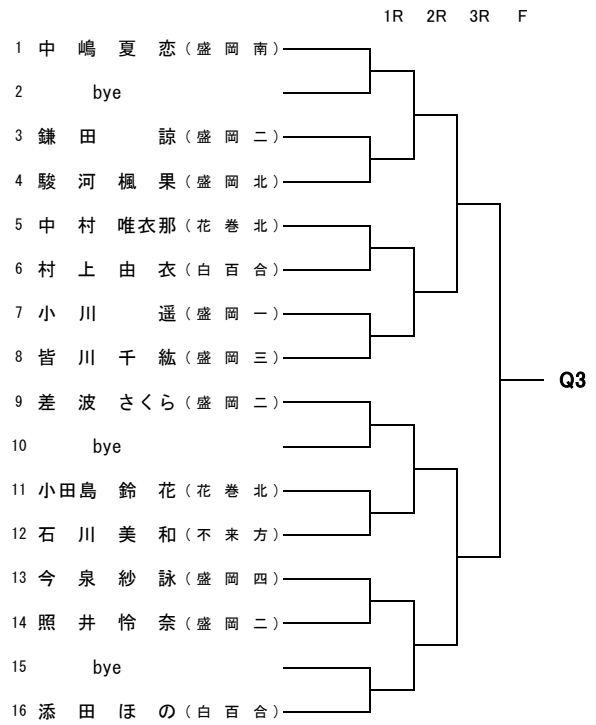 1R 2R 3R F
1 中嶋夏恋（盛岡南）
2 bye
3 鎌田諒（盛岡二）
4 駿河楓果（盛岡北）
5 中村唯衣那（花巻北）
6 村上由衣（白百合）
7 小川遥（盛岡一）
8 皆川千紘（盛岡三）
Q3
9 差波さくら（盛岡二）
10 bye
11 小田島鈴花（花巻北）
12 石川美和（不来方）
13 今泉紗詠（盛岡四）
14 照井怜奈（盛岡二）
15 bye
16 添田ほの（白百合）